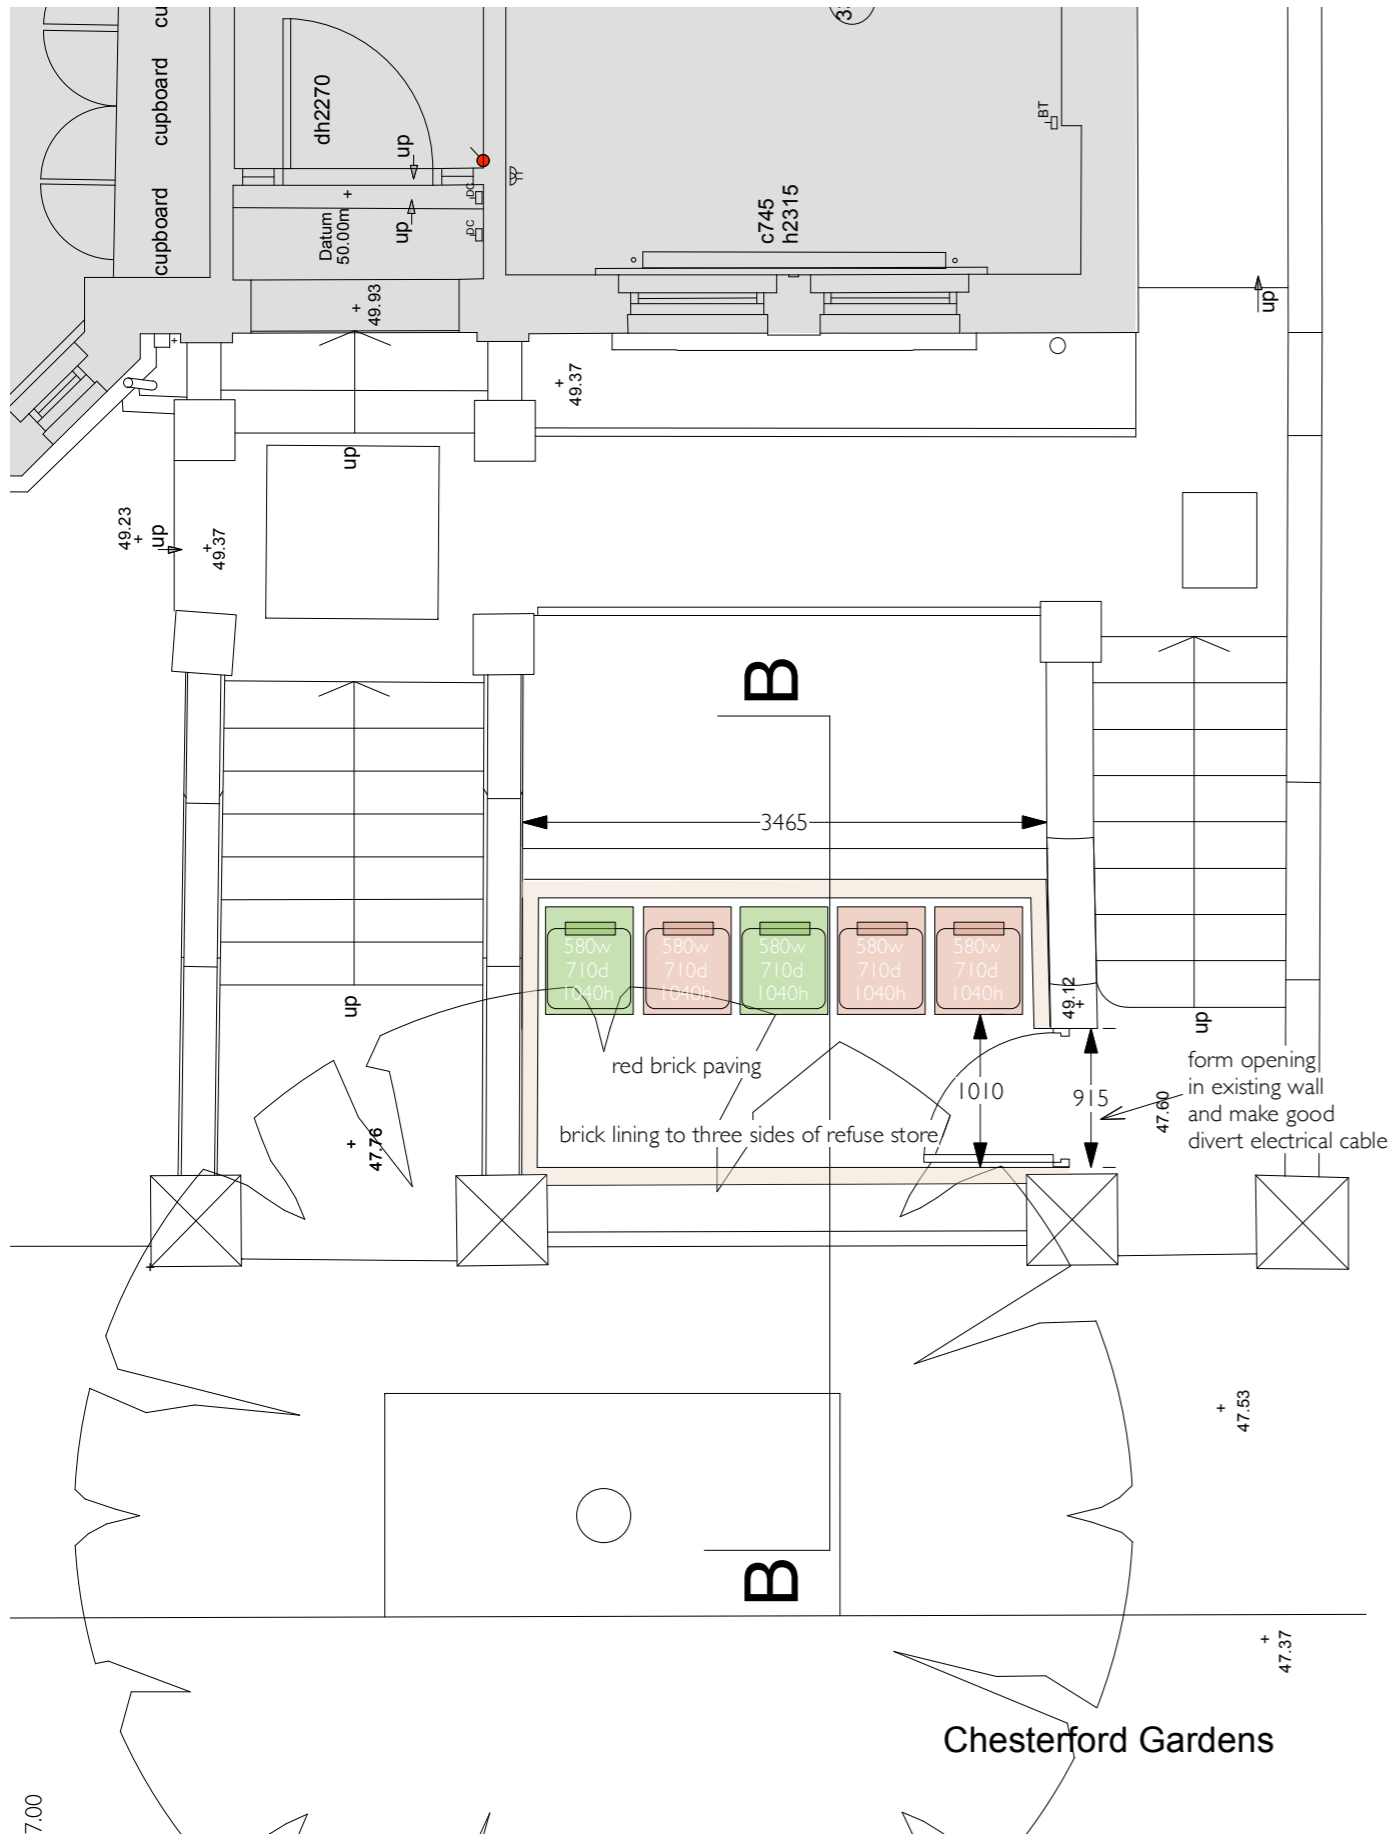 cupboard
cupboard
dh2270
up
up
DC
DC
Datum
50.00m
49.93
BT
c745
h2315
up
49.37
up
49.23
up
49.37
B
3465
580w
710d
1040h
580w
710d
1040h
580w
710d
1040h
580w
710d
1040h
580w
710d
1040h
49.12
up
up
red brick paving
1010
915
47.60
form opening
in existing wall
and make good
divert electrical cable
brick lining to three sides of refuse store
47.76
47.53
B
47.37
Chesterford Gardens
7.00